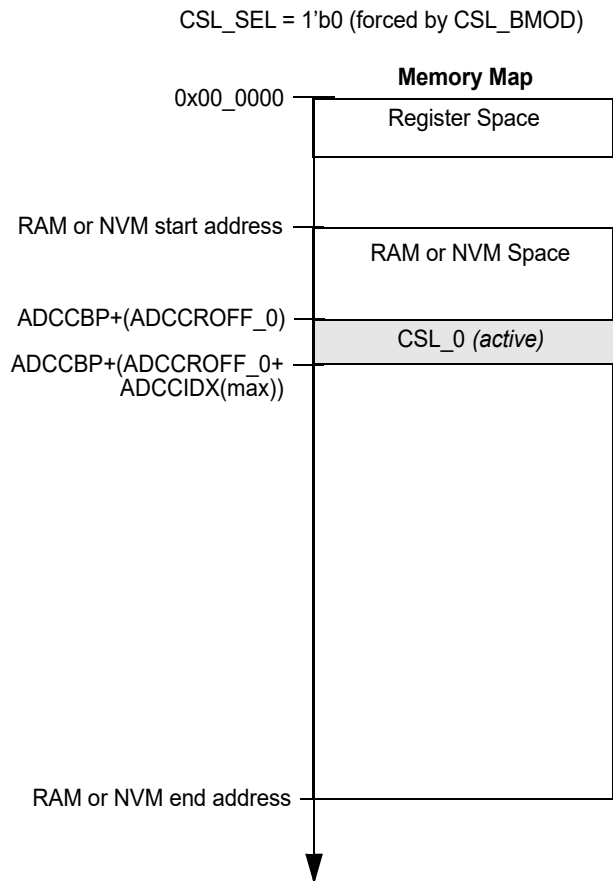 CSL_SEL = 1'b0 (forced by CSL_BMOD)
Memory Map
0x00_0000
Register Space
RAM or NVM start address
RAM or NVM Space
ADCCBP+(ADCCROFF_0)
CSL_0 (active)
ADCCBP+(ADCCROFF_0+
ADCCIDX(max))
RAM or NVM end address